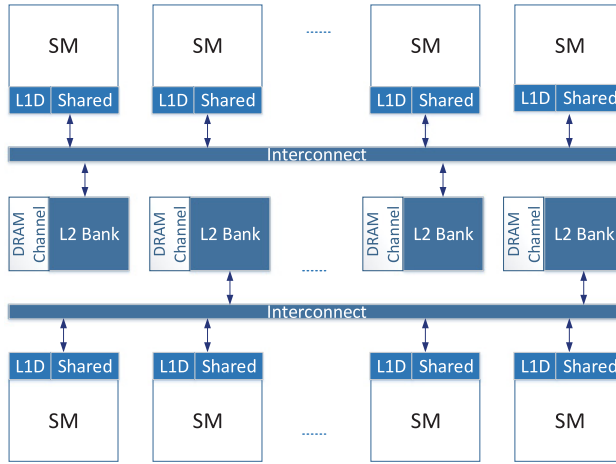 SM SM ...... SM SM
L1D Shared L1D Shared L1D Shared L1D Shared
Interconnect
DRAM Channel L2 Bank DRAM Channel L2 Bank DRAM Channel L2 Bank DRAM Channel L2 Bank
......
Interconnect
L1D Shared L1D Shared L1D Shared L1D Shared
SM SM ...... SM SM